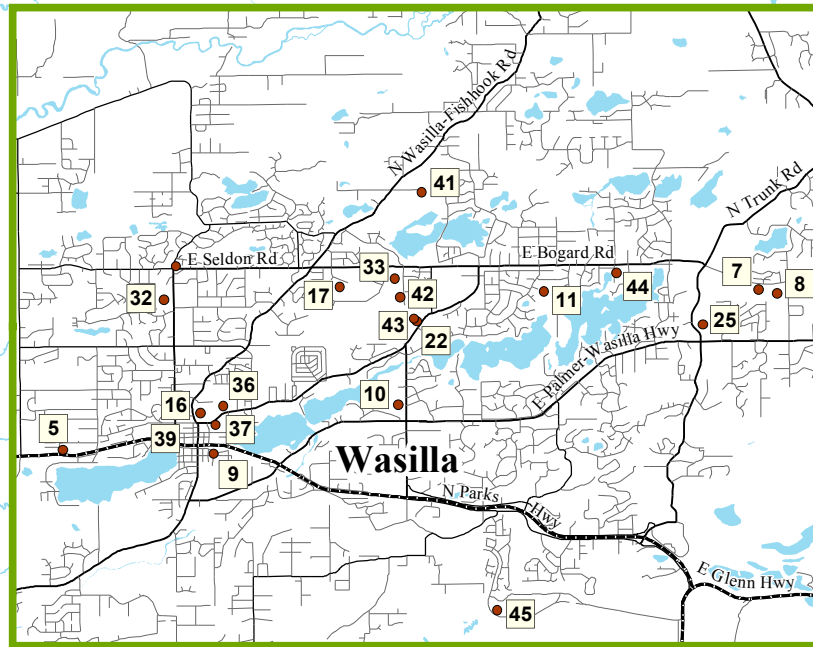 N Wasilla-Fishhook Rd
41
N Trunk Rd
E Seldon Rd
E Bogard Rd
33
7
8
32
17
42
11
44
43
22
25
E Palmer-Wasilla Hwy
36
16
10
5
39
37
9
Wasilla
N Parks Hwy
E Glenn Hwy
45